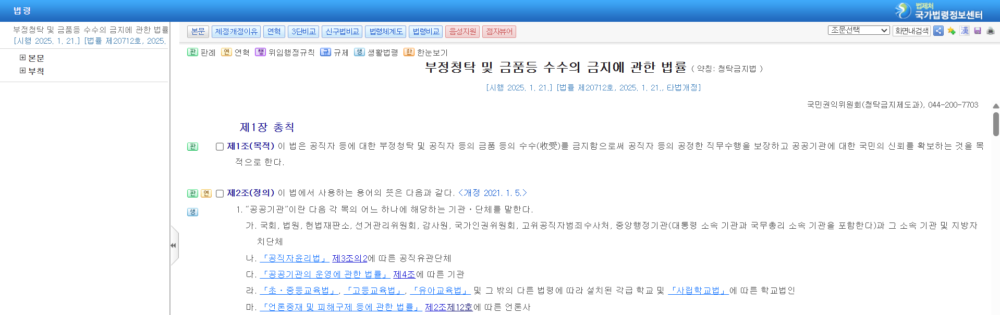 법령
법제처
국가법령정보센터
부정청탁 및 금품등 수수의 금지에 관한 법률
[시행 2025. 1. 21.] [법률 제20712호, 2025.
본문
부칙
본문 제정·개정이유 연혁 3단비교 신구법비교 법령체계도 법령비교 음성지원 점자뷰어
조문선택 화면내검색 漢
판 판례 연 연혁 행 위임행정규칙 규 규제 생 생활법령 한 한눈보기
부정청탁 및 금품등 수수의 금지에 관한 법률 ( 약칭: 청탁금지법 )
[시행 2025. 1. 21.] [법률 제20712호, 2025. 1. 21., 타법개정]
국민권익위원회(청탁금지제도과), 044-200-7703
제1장 총칙
판 제1조(목적) 이 법은 공직자 등에 대한 부정청탁 및 공직자 등의 금품 등의 수수(收受)를 금지함으로써 공직자 등의 공정한 직무수행을 보장하고 공공기관에 대한 국민의 신뢰를 확보하는 것을 목
적으로 한다.
판 연 제2조(정의) 이 법에서 사용하는 용어의 뜻은 다음과 같다. <개정 2021. 1. 5.>
생 1. “공공기관”이란 다음 각 목의 어느 하나에 해당하는 기관ㆍ단체를 말한다.
가. 국회, 법원, 헌법재판소, 선거관리위원회, 감사원, 국가인권위원회, 고위공직자범죄수사처, 중앙행정기관(대통령 소속 기관과 국무총리 소속 기관을 포함한다)과 그 소속 기관 및 지방자
치단체
나. 「공직자윤리법」 제3조의2에 따른 공직유관단체
다. 「공공기관의 운영에 관한 법률」 제4조에 따른 기관
라. 「초ㆍ중등교육법」, 「고등교육법」, 「유아교육법」 및 그 밖의 다른 법령에 따라 설치된 각급 학교 및 「사립학교법」에 따른 학교법인
마. 「언론중재 및 피해구제 등에 관한 법률」 제2조제12호에 따른 언론사